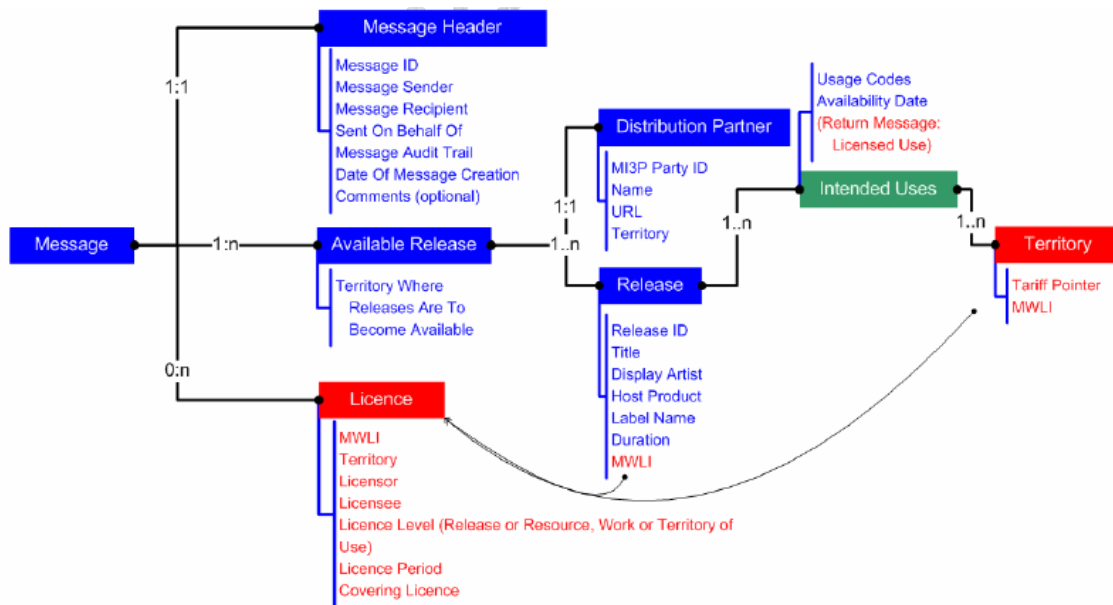 Message Header
Message ID
Message Sender
Message Recipient
Sent On Behalf Of
Message Audit Trail
Date Of Message Creation
Comments (optional)
1:1
Message
1:n
Available Release
Territory Where
Releases Are To
Become Available
0:n
Licence
MWLI
Territory
Licensor
Licensee
Licence Level (Release or Resource, Work or Territory of
Use)
Licence Period
Covering Licence
1:1
1..n
Distribution Partner
MI3P Party ID
Name
URL
Territory
Release
Release ID
Title
Display Artist
Host Product
Label Name
Duration
MWLI
1..n
Usage Codes
Availability Date
(Return Message:
Licensed Use)
Intended Uses
1..n
Territory
Tariff Pointer
MWLI